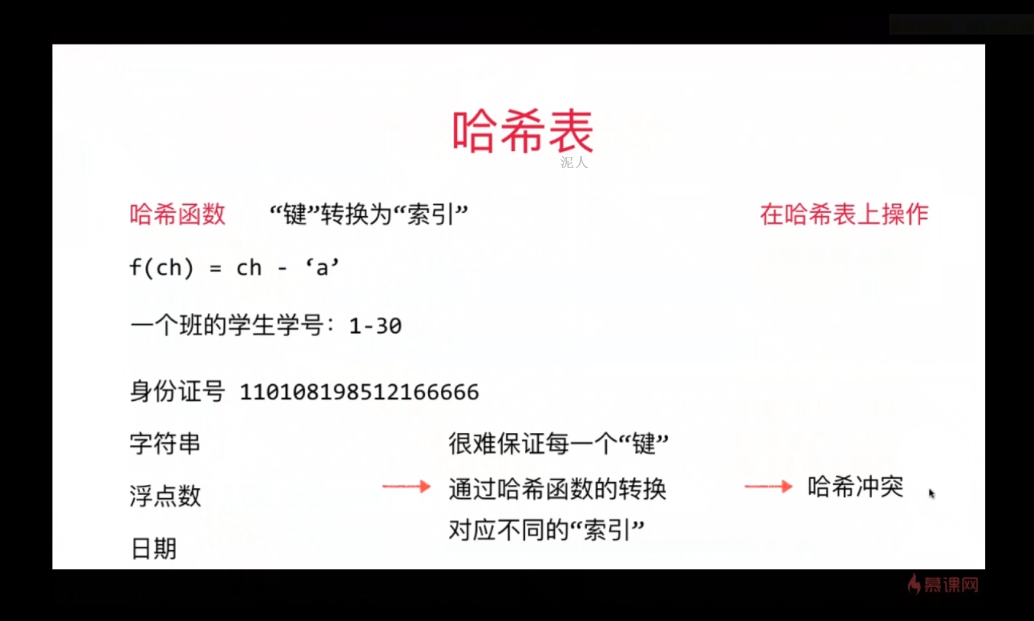 哈希表
泥人
哈希函数 “键”转换为“索引” 在哈希表上操作
f(ch) = ch - ‘a’
一个班的学生学号：1-30
身份证号 110108198512166666
字符串 很难保证每一个“键”
浮点数 通过哈希函数的转换 哈希冲突
对应不同的“索引”
日期
慕课网